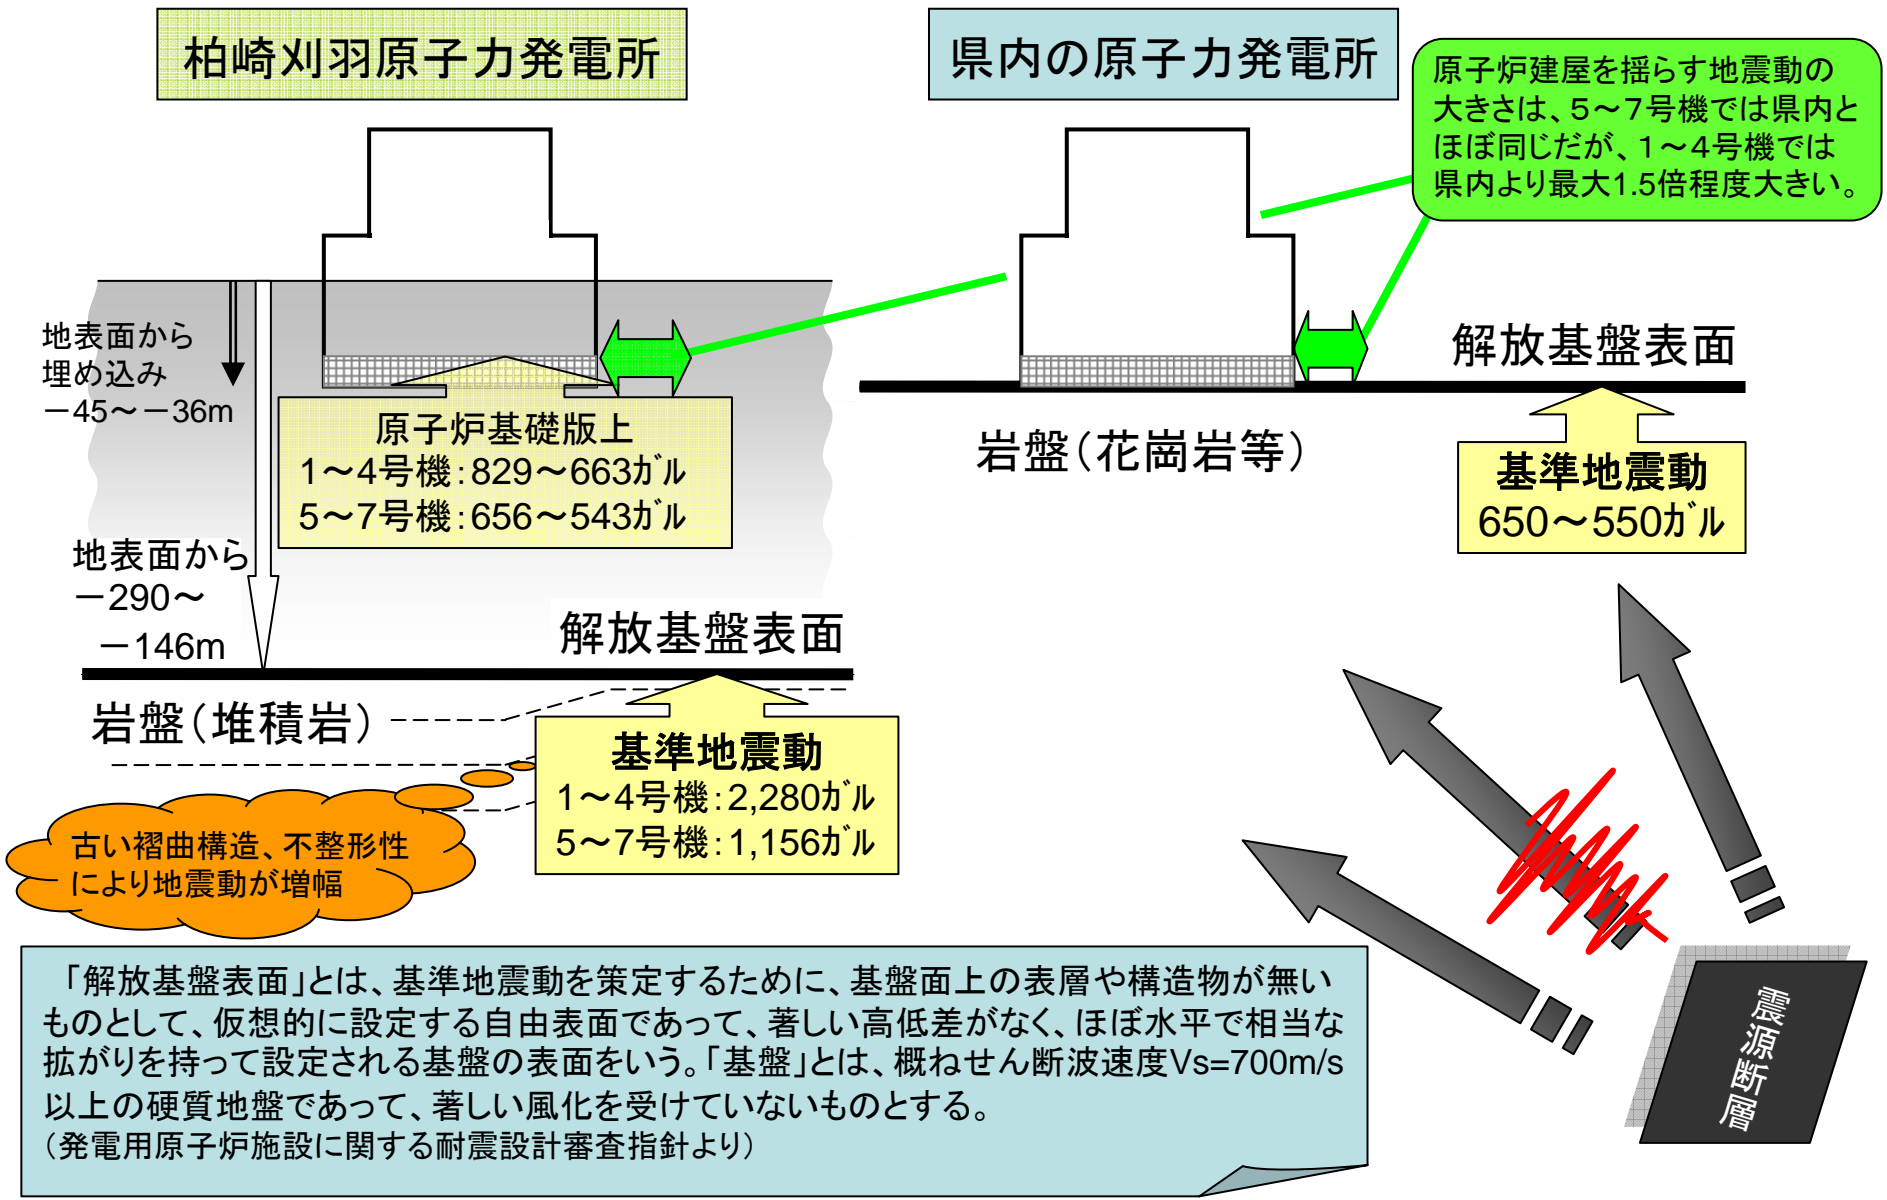 柏崎刈羽原子力発電所
県内の原子力発電所
原子炉建屋を揺らす地震動の
大きさは、5～7号機では県内と
ほぼ同じだが、1～4号機では
県内より最大1.5倍程度大きい。
地表面から
埋め込み
－45～－36m
原子炉基礎版上
1～4号機：829～663ｶﾞﾙ
5～7号機：656～543ｶﾞﾙ
解放基盤表面
岩盤（花崗岩等）
基準地震動
650～550ｶﾞﾙ
地表面から
－290～
－146m
解放基盤表面
岩盤（堆積岩）
基準地震動
1～4号機：2,280ｶﾞﾙ
5～7号機：1,156ｶﾞﾙ
古い褶曲構造、不整形性
により地震動が増幅
震源断層
「解放基盤表面」とは、基準地震動を策定するために、基盤面上の表層や構造物が無い
ものとして、仮想的に設定する自由表面であって、著しい高低差がなく、ほぼ水平で相当な
拡がりを持って設定される基盤の表面をいう。「基盤」とは、概ねせん断波速度Vs=700m/s
以上の硬質地盤であって、著しい風化を受けていないものとする。
（発電用原子炉施設に関する耐震設計審査指針より）